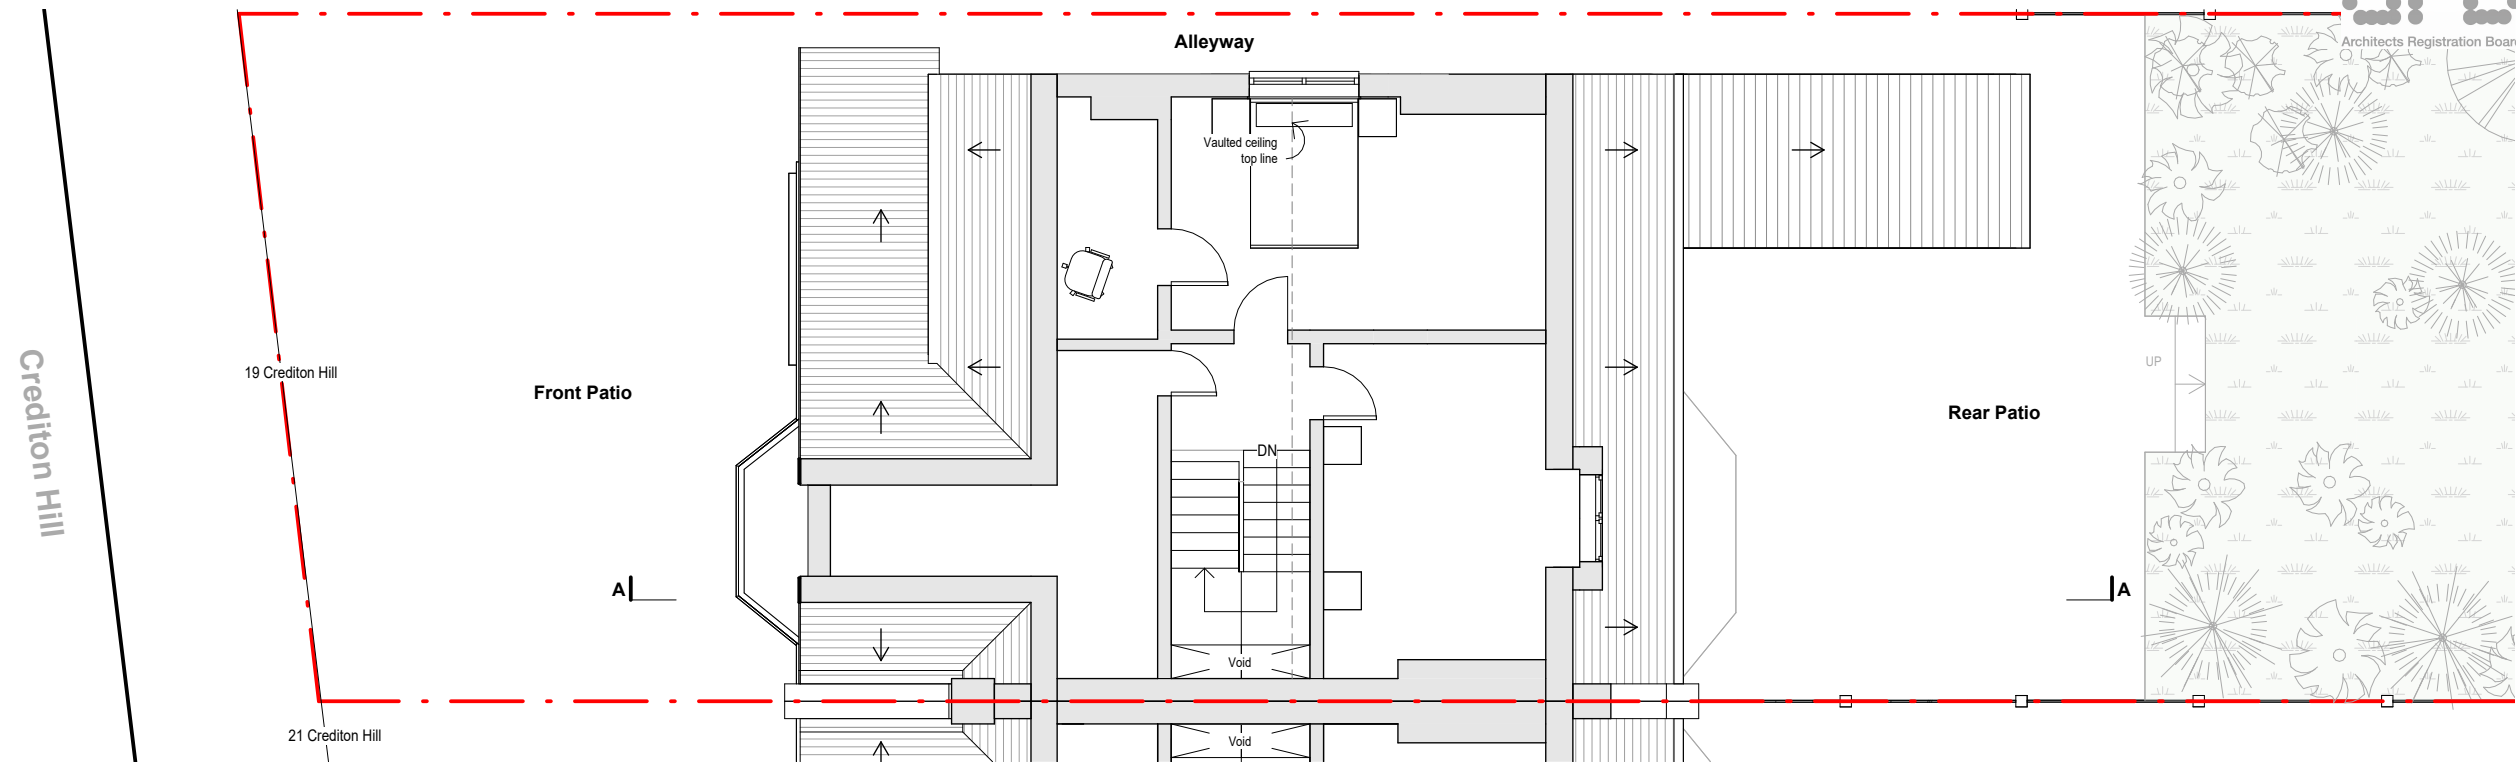 Alleyway
Architects Registration Board
Vaulted ceiling
top line
Crediton Hill
19 Crediton Hill
Front Patio
UP
Rear Patio
DN
A
A
Void
21 Crediton Hill
Void